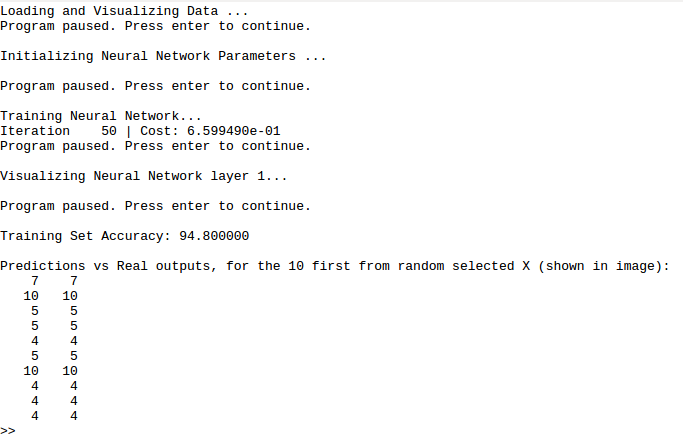 Loading and Visualizing Data ...
Program paused. Press enter to continue.
Initializing Neural Network Parameters ...
Program paused. Press enter to continue.
Training Neural Network...
Iteration    50 | Cost: 6.599490e-01
Program paused. Press enter to continue.
Visualizing Neural Network layer 1...
Program paused. Press enter to continue.
Training Set Accuracy: 94.800000
Predictions vs Real outputs, for the 10 first from random selected X (shown in image):
    7    7
   10   10
    5    5
    5    5
    4    4
    5    5
   10   10
    4    4
    4    4
    4    4
>>